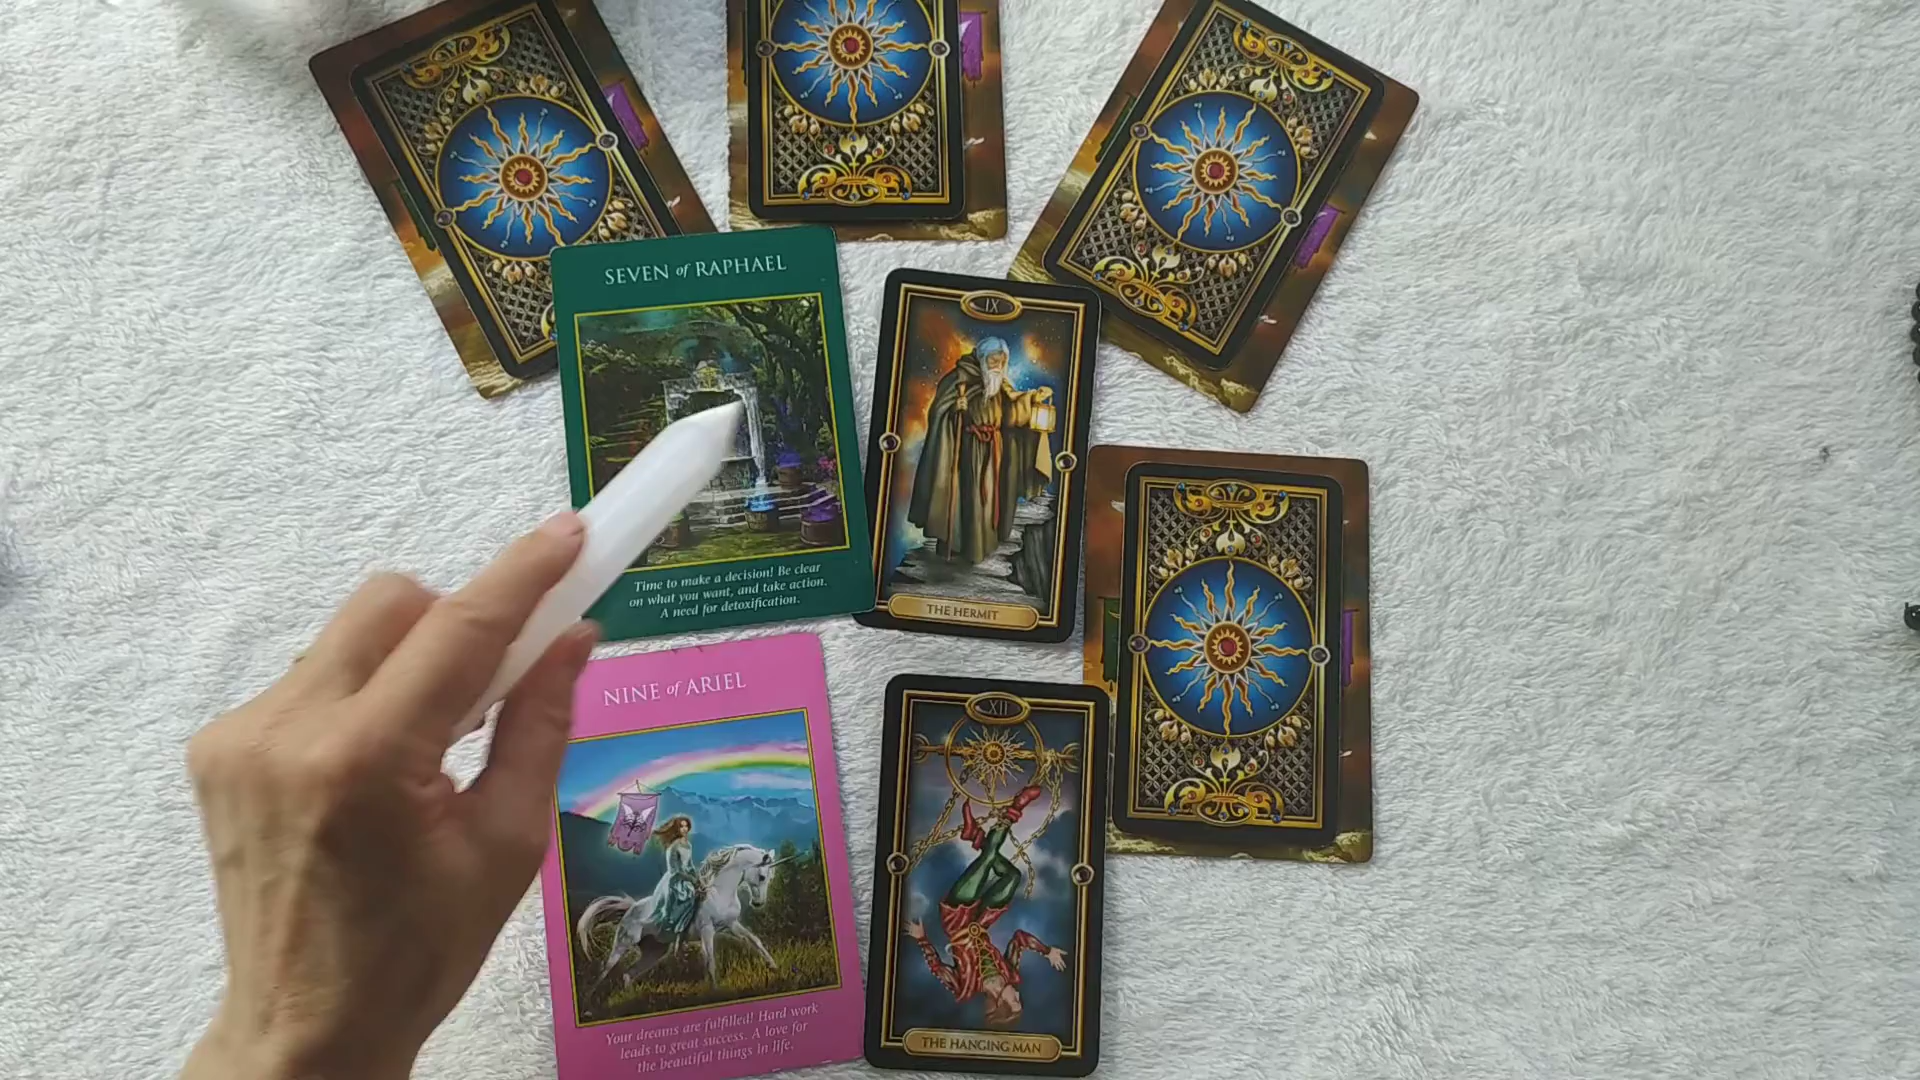 SEVEN of RAPHAEL
Time to make a decision! Be clear
on what you want, and take action.
A need for detoxification.
IX
THE HERMIT
NINE of ARIEL
Your dreams are fulfilled! Hard work
leads to great success. A love for
the beautiful things in life.
XII
THE HANGING MAN